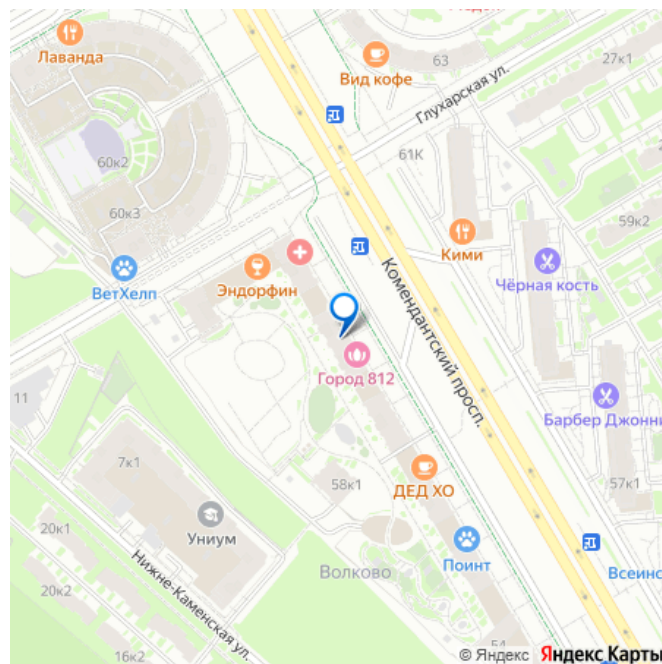 Лаванда
Вид кофе
63
27к1
Глухарская ул.
60к2
61К
60к3
59к2
Кими
Чёрная кость
ВетХелп
Эндорфин
Комендантский просп.
Город 812
11
Барбер Джонни
7к1
58к1
ДЕД ХО
57к1
Униум
20к1
Нижне-Каменская ул.
Волково
Поинт
Всеинс
20к2
16к2
54
© Яндекс Яндекс Карты